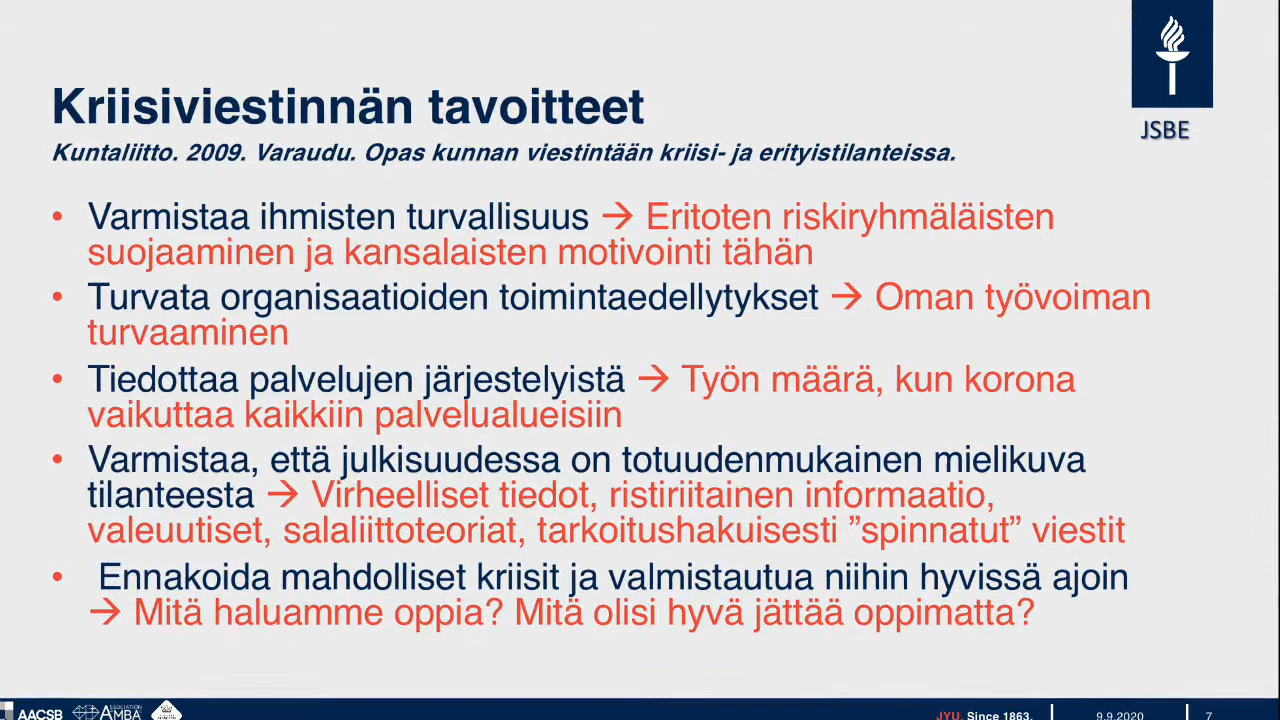 JSBE
Kriisiviestinnän tavoitteet
Kuntaliitto. 2009. Varaudu. Opas kunnan viestintään kriisi- ja erityistilanteissa.
• Varmistaa ihmisten turvallisuus → Eritoten riskiryhmäläisten
suojaaminen ja kansalaisten motivointi tähän
• Turvata organisaatioiden toimintaedellytykset → Oman työvoiman
turvaaminen
• Tiedottaa palvelujen järjestelyistä → Työn määrä, kun korona
vaikuttaa kaikkiin palvelualueisiin
• Varmistaa, että julkisuudessa on totuudenmukainen mielikuva
tilanteesta → Virheelliset tiedot, ristiriitainen informaatio,
valeuutiset, salaliittoteoriat, tarkoitushakuisesti ”spinnatut” viestit
• Ennakoida mahdolliset kriisit ja valmistautua niihin hyvissä ajoin
→ Mitä haluamme oppia? Mitä olisi hyvä jättää oppimatta?
AACSB ASSOCIATION AMBA JYU. Since 1863. 9.9.2020 7